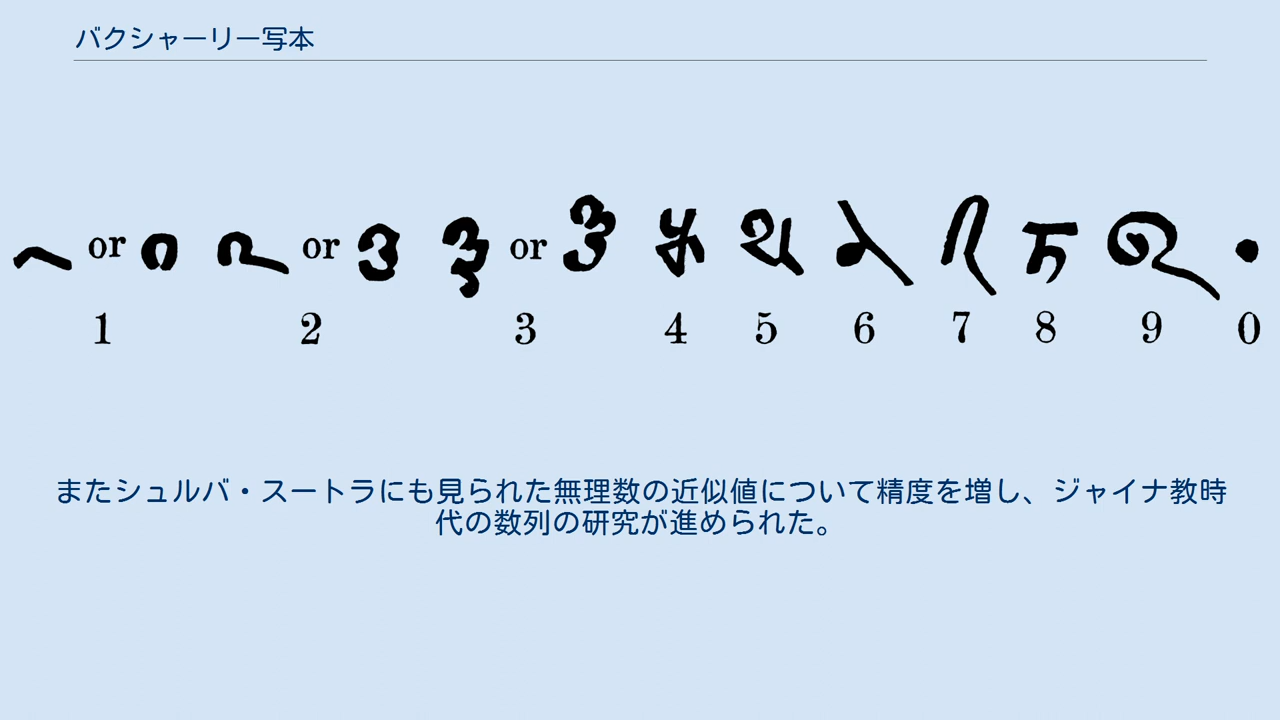 バクシャーリー写本
or or or
1 2 3 4 5 6 7 8 9 0
またシュルバ・スートラにも見られた無理数の近似値について精度を増し、ジャイナ教時
代の数列の研究が進められた。